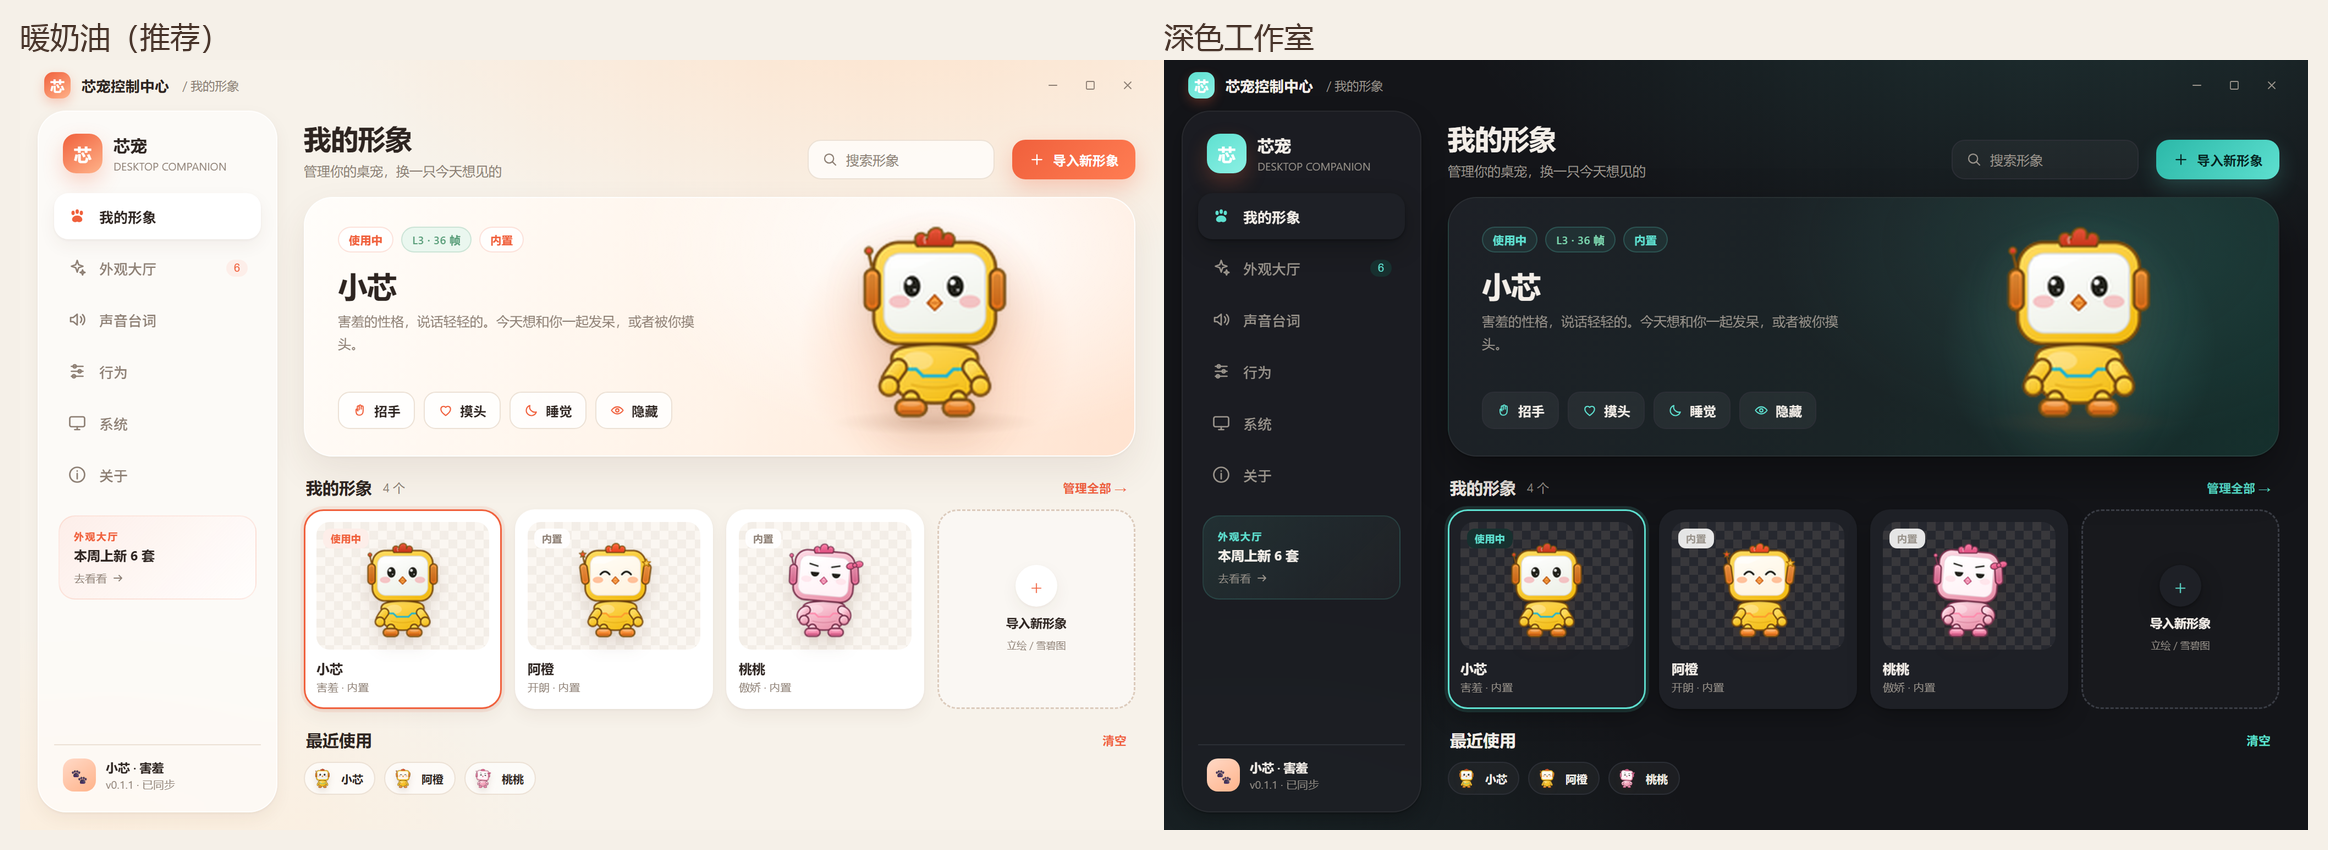 暖奶油（推荐）
芯 芯宠控制中心 / 我的形象
芯
芯宠
DESKTOP COMPANION
我的形象
外观大厅 6
声音台词
行为
系统
关于
外观大厅
本周上新 6 套
去看看 →
小芯 · 害羞
v0.1.1 · 已同步
我的形象
管理你的桌宠，换一只今天想见的
搜索形象
+ 导入新形象
使用中 L3 · 36 帧 内置
小芯
害羞的性格，说话轻轻的。今天想和你一起发呆，或者被你摸
头。
招手 摸头 睡觉 隐藏
我的形象 4 个 管理全部 →
使用中
小芯
害羞 · 内置
内置
阿橙
开朗 · 内置
内置
桃桃
傲娇 · 内置
+
导入新形象
立绘 / 雪碧图
最近使用 清空
小芯 阿橙 桃桃
深色工作室
芯 芯宠控制中心 / 我的形象
芯
芯宠
DESKTOP COMPANION
我的形象
外观大厅 6
声音台词
行为
系统
关于
外观大厅
本周上新 6 套
去看看 →
小芯 · 害羞
v0.1.1 · 已同步
我的形象
管理你的桌宠，换一只今天想见的
搜索形象
+ 导入新形象
使用中 L3 · 36 帧 内置
小芯
害羞的性格，说话轻轻的。今天想和你一起发呆，或者被你摸
头。
招手 摸头 睡觉 隐藏
我的形象 4 个 管理全部 →
使用中
小芯
害羞 · 内置
内置
阿橙
开朗 · 内置
内置
桃桃
傲娇 · 内置
+
导入新形象
立绘 / 雪碧图
最近使用 清空
小芯 阿橙 桃桃